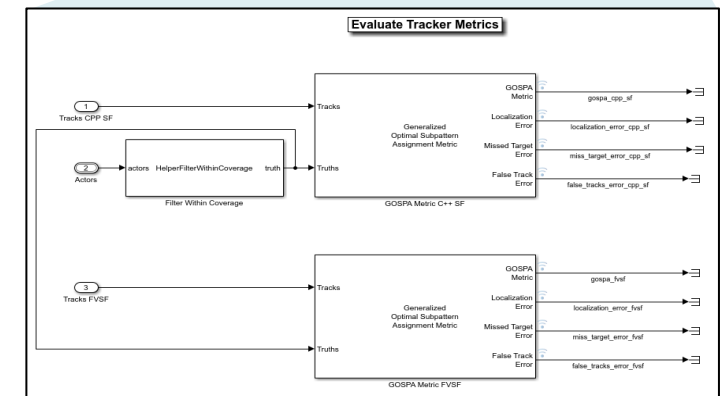 Evaluate Tracker Metrics
1
Tracks CPP SF
2
Actors
actors HelperFilterWithinCoverage truth
Filter Within Coverage
Tracks
Truths
Generalized
Optimal Subpattern
Assignment Metric
GOSPA
Metric
Localization
Error
Missed Target
Error
False Track
Error
GOSPA Metric C++ SF
gospa_cpp_sf
localization_error_cpp_sf
miss_target_error_cpp_sf
false_tracks_error_cpp_sf
3
Tracks FVSF
Tracks
Truths
Generalized
Optimal Subpattern
Assignment Metric
GOSPA
Metric
Localization
Error
Missed Target
Error
False Track
Error
GOSPA Metric FVSF
gospa_fvsf
localization_error_fvsf
miss_target_error_fvsf
false_tracks_error_fvsf